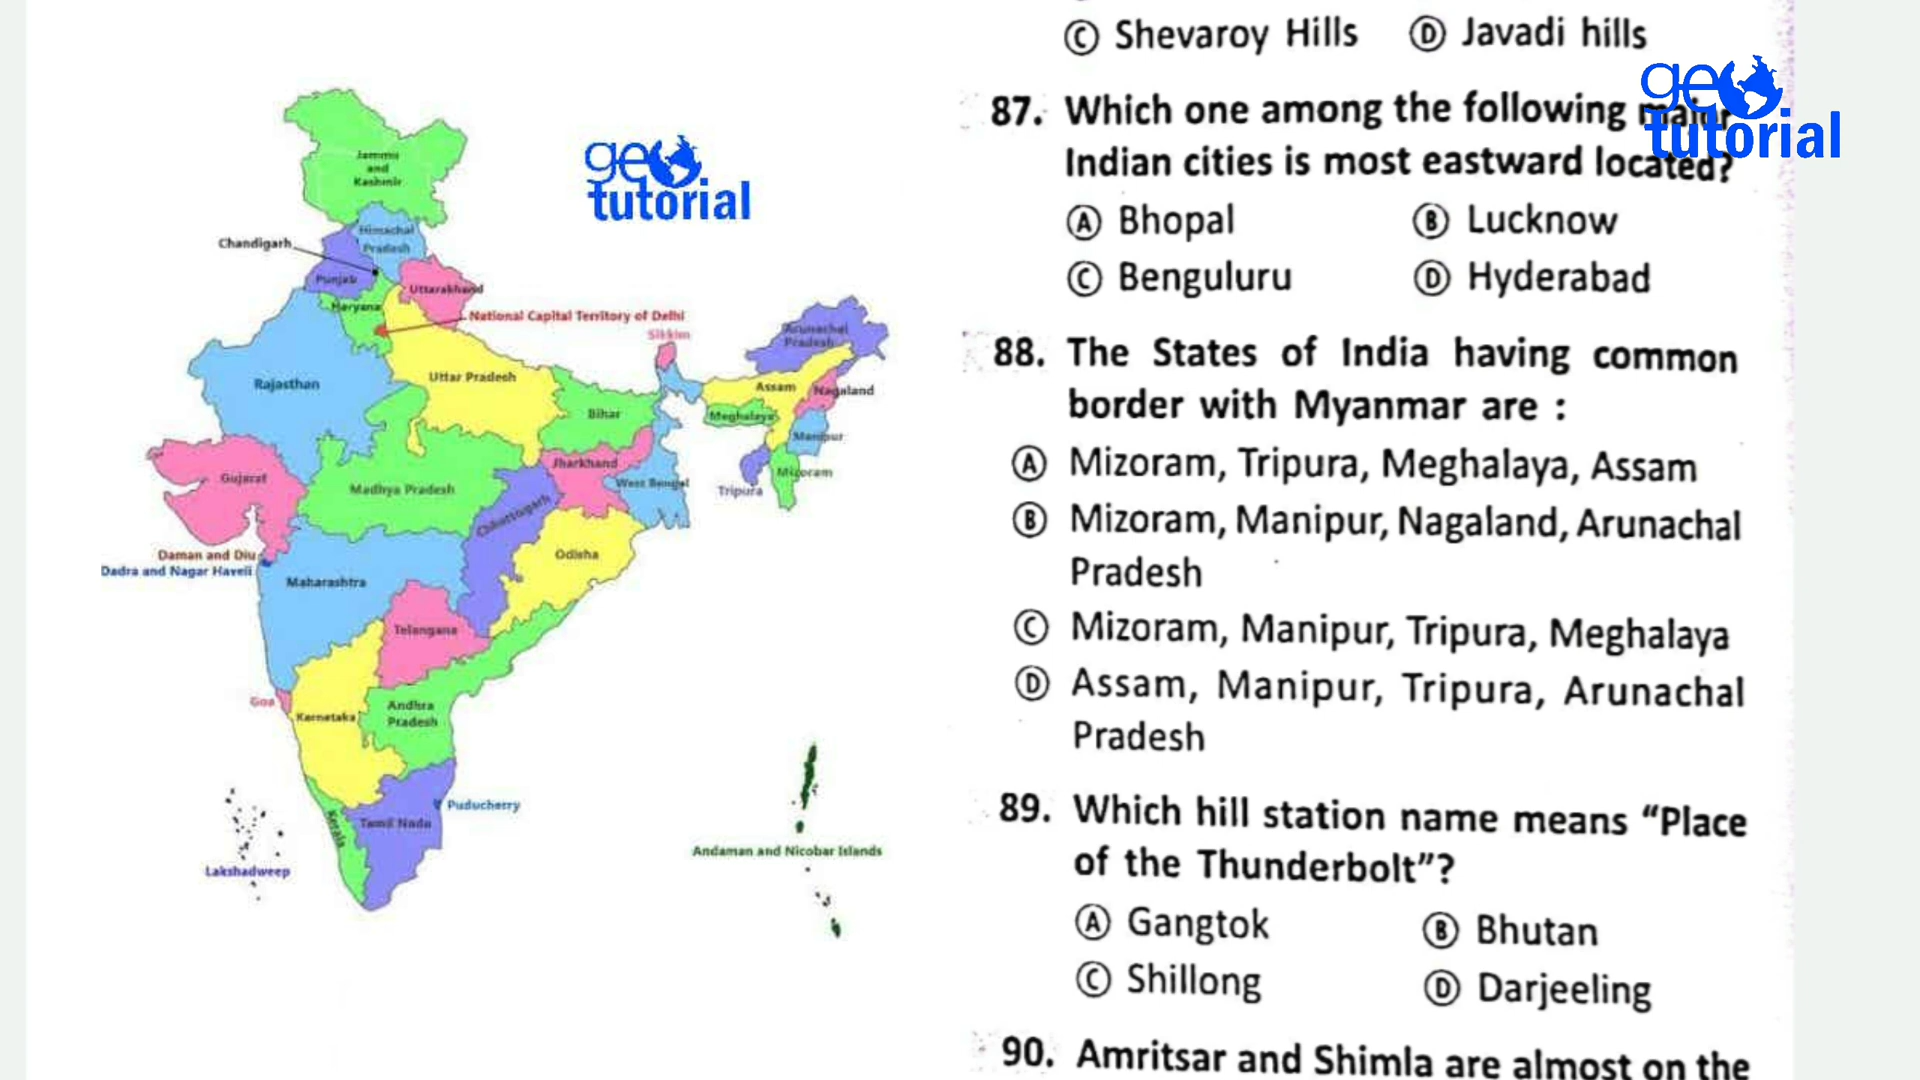 Jammu
and
Kashmir
Himachal
Pradesh
Chandigarh
Punjab
Uttarakhand
Haryana
National Capital Territory of Delhi
Sikkim
Arunachal
Pradesh
Rajasthan
Uttar Pradesh
Assam
Nagaland
Bihar
Meghalaya
Manipur
Gujarat
Jharkhand
Mizoram
Madhya Pradesh
West Bengal
Tripura
Chhattisgarh
Daman and Diu
Dadra and Nagar Haveli
Odisha
Maharashtra
Telangana
Goa
Karnataka
Andhra
Pradesh
Puducherry
Kerala
Tamil Nadu
Lakshadweep
Andaman and Nicobar Islands
geo
tutorial
C Shevaroy Hills D Javadi hills
geo
tutorial
87. Which one among the following major
Indian cities is most eastward located?
A Bhopal B Lucknow
C Benguluru D Hyderabad
88. The States of India having common
border with Myanmar are :
A Mizoram, Tripura, Meghalaya, Assam
B Mizoram, Manipur, Nagaland, Arunachal
Pradesh
C Mizoram, Manipur, Tripura, Meghalaya
D Assam, Manipur, Tripura, Arunachal
Pradesh
89. Which hill station name means “Place
of the Thunderbolt”?
A Gangtok B Bhutan
C Shillong D Darjeeling
90. Amritsar and Shimla are almost on the